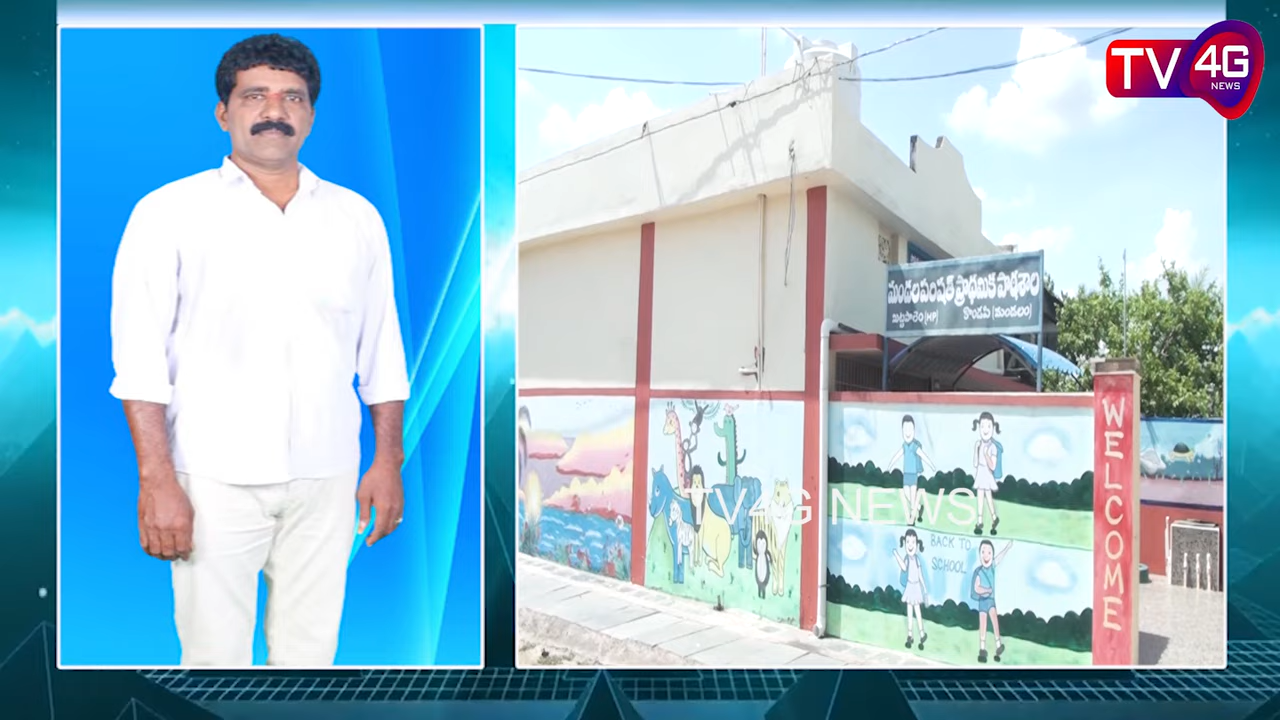 TV 4G
NEWS
మండలపరిషత్ ప్రాథమిక పాఠశాల
కొండపి (మండలం)
TV4G NEWS
BACK TO
SCHOOL
WELCOME